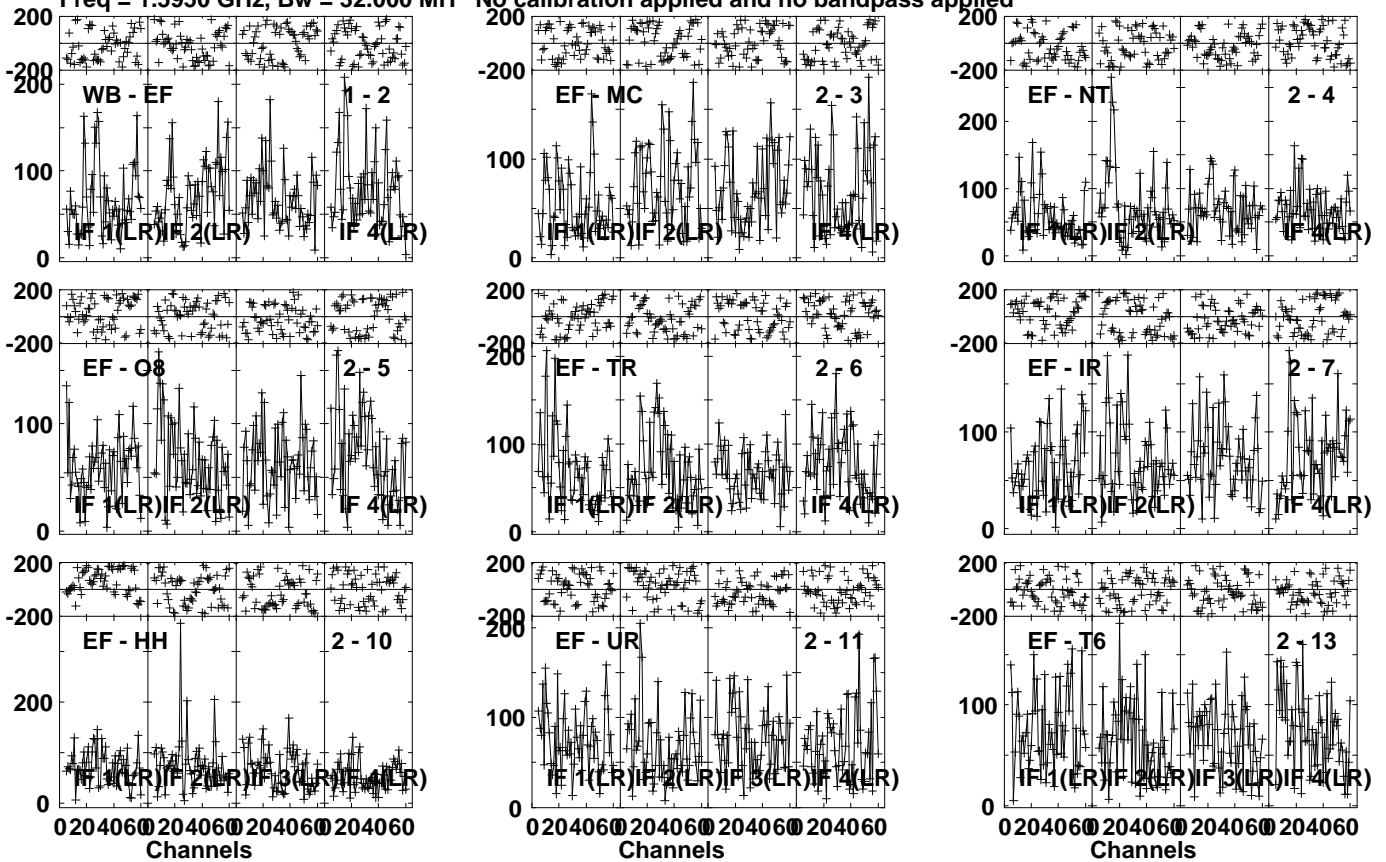 Freq = 1.5950 GHz, Bw = 32.000 MH No calibration applied and no bandpass applied
200
-200
200
100
0
WB - EF 1 - 2
IF 1(LR) IF 2(LR) IF 4(LR)
200
-200
100
0
EF - MC 2 - 3
IF 1(LR) IF 2(LR) IF 4(LR)
200
-200
200
100
0
EF - NT 2 - 4
IF 1(LR) IF 2(LR) IF 4(LR)
200
-200
100
0
EF - O8 2 - 5
IF 1(LR) IF 2(LR) IF 4(LR)
200
-200
200
100
0
EF - TR 2 - 6
IF 1(LR) IF 2(LR) IF 4(LR)
200
-200
100
0
EF - IR 2 - 7
IF 1(LR) IF 2(LR) IF 4(LR)
200
-200
200
0
EF - HH 2 - 10
IF 1(LR) IF 2(LR) IF 3(LR) IF 4(LR)
0 20 40 60 0 20 40 60 0 20 40 60 0 20 40 60
Channels
200
-200
200
100
0
EF - UR 2 - 11
IF 1(LR) IF 2(LR) IF 3(LR) IF 4(LR)
0 20 40 60 0 20 40 60 0 20 40 60 0 20 40 60
Channels
200
-200
100
0
EF - T6 2 - 13
IF 1(LR) IF 2(LR) IF 3(LR) IF 4(LR)
0 20 40 60 0 20 40 60 0 20 40 60 0 20 40 60
Channels